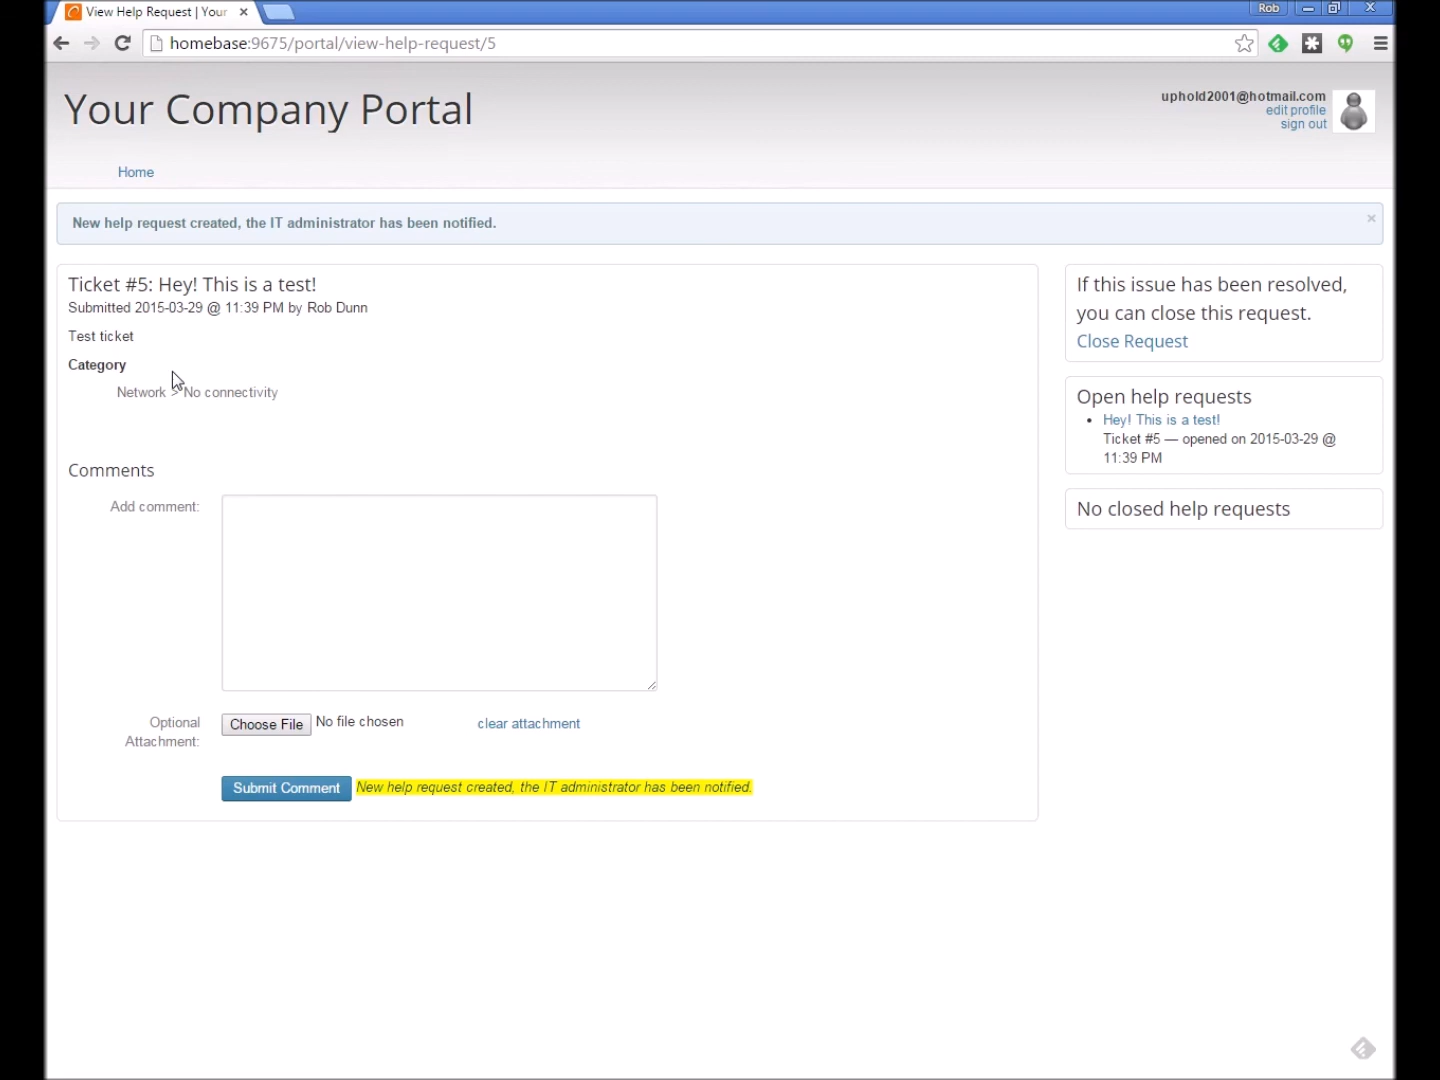 View Help Request | Your
Rob
homebase:9675/portal/view-help-request/5
Your Company Portal
uphold2001@hotmail.com
edit profile
sign out
Home
New help request created, the IT administrator has been notified.
Ticket #5: Hey! This is a test!
Submitted 2015-03-29 @ 11:39 PM by Rob Dunn
Test ticket
Category
Network > No connectivity
Comments
Add comment:
Optional
Attachment:
Choose File No file chosen
clear attachment
Submit Comment
New help request created, the IT administrator has been notified.
If this issue has been resolved,
you can close this request.
Close Request
Open help requests
• Hey! This is a test!
Ticket #5 — opened on 2015-03-29 @
11:39 PM
No closed help requests